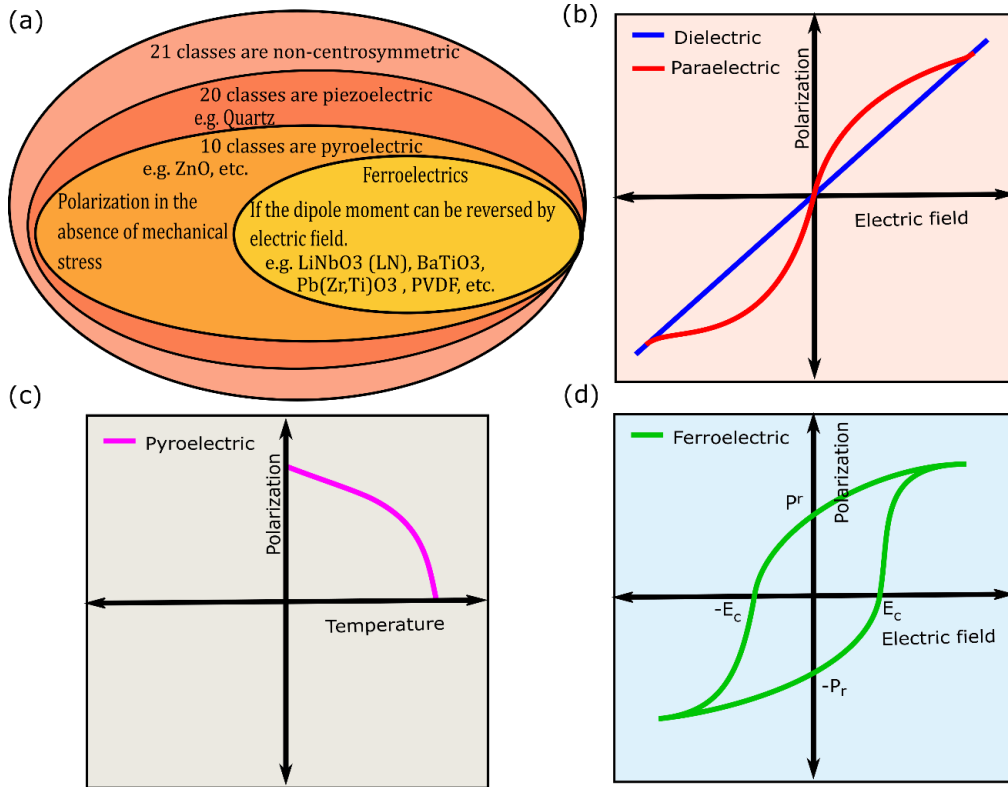 (a)
21 classes are non-centrosymmetric
20 classes are piezoelectric
e.g. Quartz
10 classes are pyroelectric
e.g. ZnO, etc.
Polarization in the
absence of mechanical
stress
Ferroelectrics
If the dipole moment can be reversed by
electric field.
e.g. LiNbO3 (LN), BaTiO3,
Pb(Zr,Ti)O3 , PVDF, etc.
(b)
Dielectric
Paraelectric
Polarization
Electric field
(c)
Pyroelectric
Polarization
Temperature
(d)
Ferroelectric
Polarization
Pʳ
-E_c
E_c
Electric field
-Pᵣ